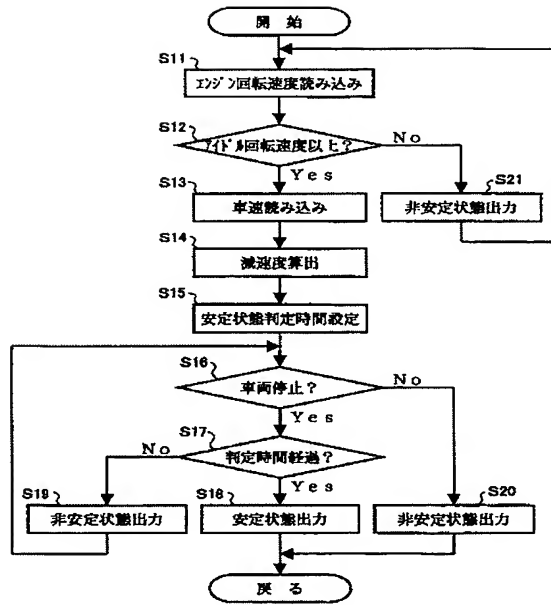 開 始
S11
エンジン回転速度読み込み
S12
アイドル回転速度以上?
No
Yes
S13
車速読み込み
S21
非安定状態出力
S14
減速度算出
S15
安定状態判定時間設定
S16
車両停止?
No
Yes
S17
判定時間経過?
No
Yes
S19
非安定状態出力
S18
安定状態出力
S20
非安定状態出力
戻 る